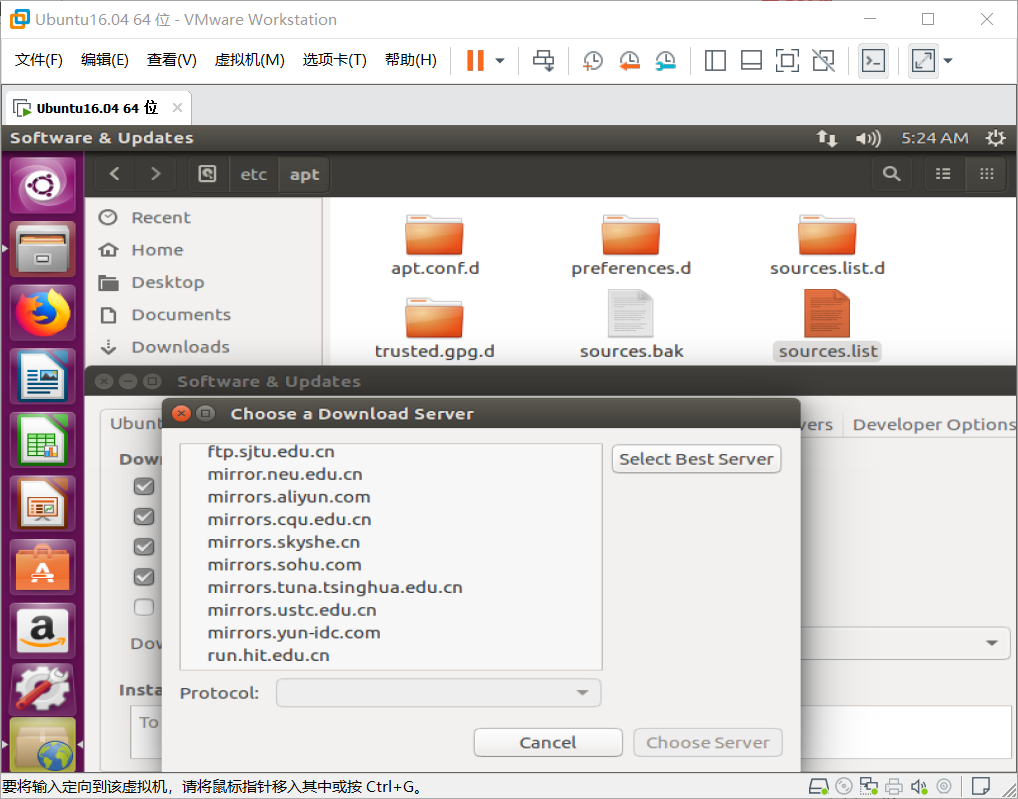 Ubuntu16.04 64 位 - VMware Workstation
文件(F) 编辑(E) 查看(V) 虚拟机(M) 选项卡(T) 帮助(H)
Ubuntu16.04 64 位
Software & Updates 5:24 AM
etc apt
Recent
Home
Desktop
Documents
Downloads
apt.conf.d preferences.d sources.list.d
trusted.gpg.d sources.bak sources.list
Software & Updates
Choose a Download Server
Developer Options
ftp.sjtu.edu.cn
mirror.neu.edu.cn
mirrors.aliyun.com
mirrors.cqu.edu.cn
mirrors.skyshe.cn
mirrors.sohu.com
mirrors.tuna.tsinghua.edu.cn
mirrors.ustc.edu.cn
mirrors.yun-idc.com
run.hit.edu.cn
Select Best Server
Protocol:
To
Cancel Choose Server
要将输入定向到该虚拟机，请将鼠标指针移入其中或按 Ctrl+G。